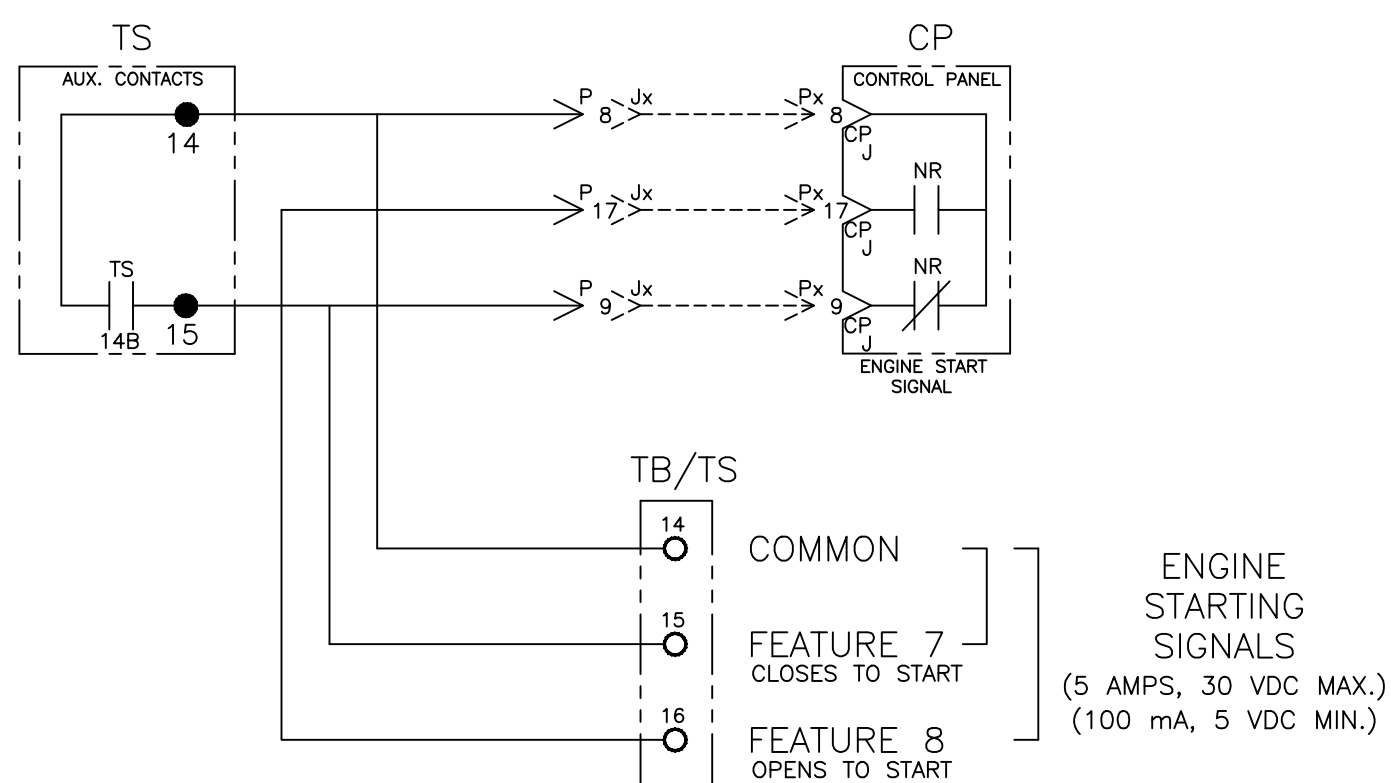 TS
CP
AUX. CONTACTS
CONTROL PANEL
14
P 8 Jx
Px 8
CP
J
NR
P 17 Jx
Px 17
CP
J
TS
14B
15
NR
P 9 Jx
Px 9
CP
J
ENGINE START
SIGNAL
TB/TS
14
COMMON
15
FEATURE 7
CLOSES TO START
16
FEATURE 8
OPENS TO START
ENGINE
STARTING
SIGNALS
(5 AMPS, 30 VDC MAX.)
(100 mA, 5 VDC MIN.)